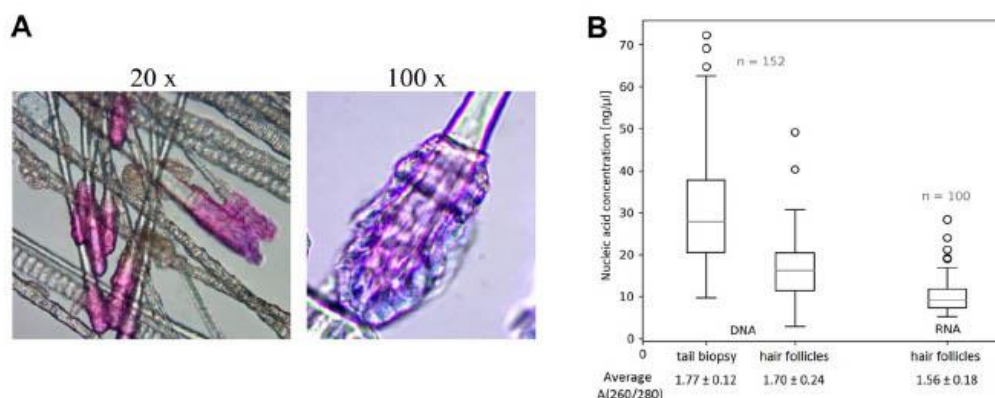 A
20 x
100 x
B
Nucleic acid concentration [ng/µl]
70
60
50
40
30
20
10
0
n = 152
n = 100
DNA
RNA
tail biopsy
hair follicles
hair follicles
Average
A(260/280)
1.77 ± 0.12
1.70 ± 0.24
1.56 ± 0.18